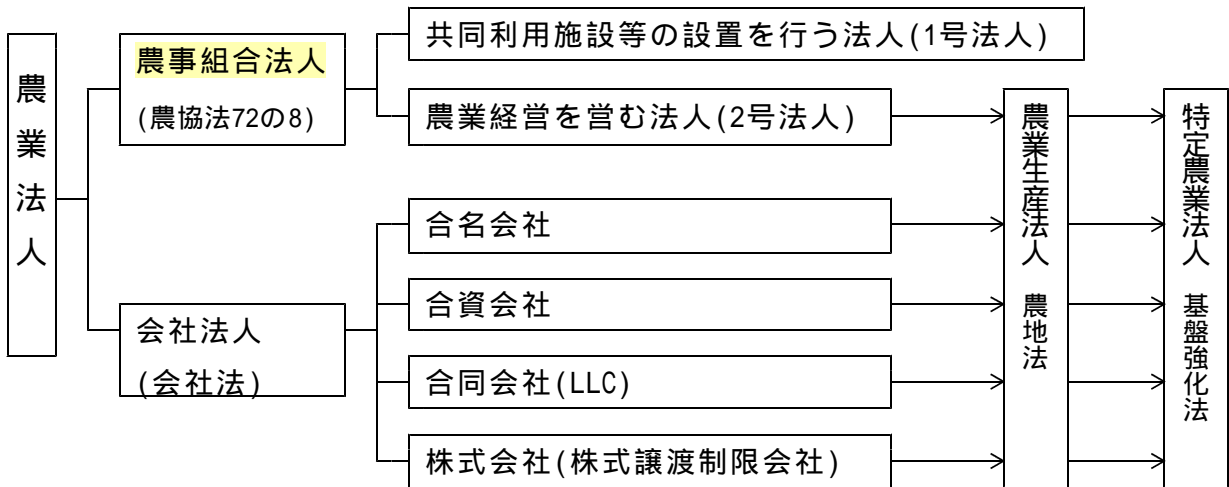 農業法人
農事組合法人
(農協法72の8)
共同利用施設等の設置を行う法人(1号法人)
農業経営を営む法人(2号法人)
会社法人
(会社法)
合名会社
合資会社
合同会社(LLC)
株式会社(株式譲渡制限会社)
農業生産法人 農地法
特定農業法人 基盤強化法